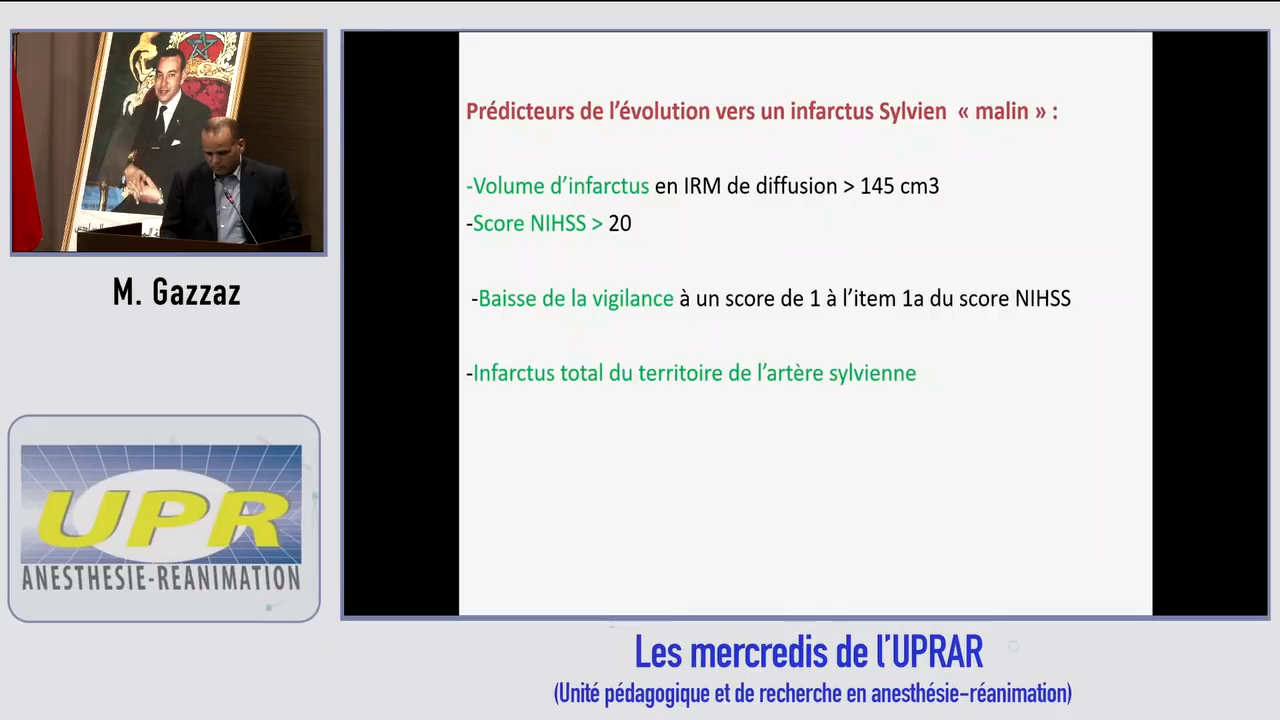 M. Gazzaz
UPR
ANESTHESIE-REANIMATION
Prédicteurs de l’évolution vers un infarctus Sylvien « malin » :
-Volume d’infarctus en IRM de diffusion > 145 cm3
-Score NIHSS > 20
-Baisse de la vigilance à un score de 1 à l’item 1a du score NIHSS
-Infarctus total du territoire de l’artère sylvienne
Les mercredis de l’UPRAR
(Unité pédagogique et de recherche en anesthésie-réanimation)